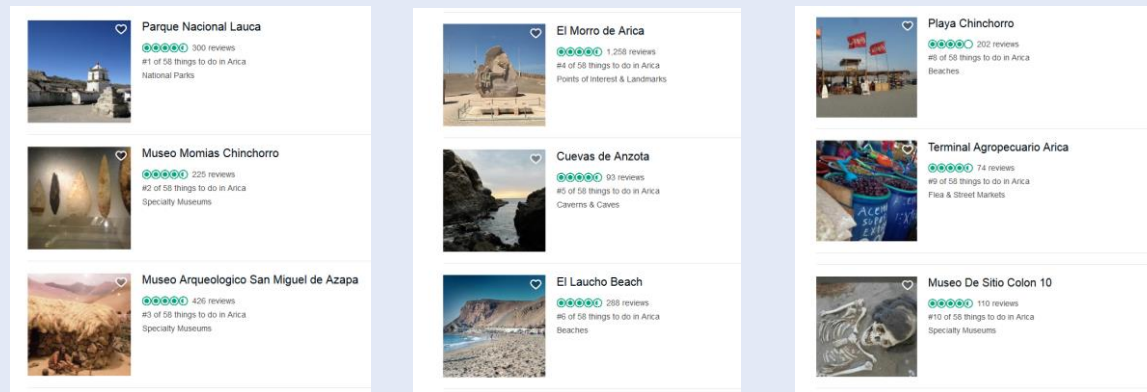 Parque Nacional Lauca
300 reviews
#1 of 58 things to do in Arica
National Parks
Museo Momias Chinchorro
225 reviews
#2 of 58 things to do in Arica
Specialty Museums
Museo Arqueologico San Miguel de Azapa
426 reviews
#3 of 58 things to do in Arica
Specialty Museums
El Morro de Arica
1,258 reviews
#4 of 58 things to do in Arica
Points of Interest & Landmarks
Cuevas de Anzota
93 reviews
#5 of 58 things to do in Arica
Caverns & Caves
El Laucho Beach
288 reviews
#6 of 58 things to do in Arica
Beaches
Playa Chinchorro
202 reviews
#8 of 58 things to do in Arica
Beaches
Terminal Agropecuario Arica
74 reviews
#9 of 58 things to do in Arica
Flea & Street Markets
Museo De Sitio Colon 10
110 reviews
#10 of 58 things to do in Arica
Specialty Museums